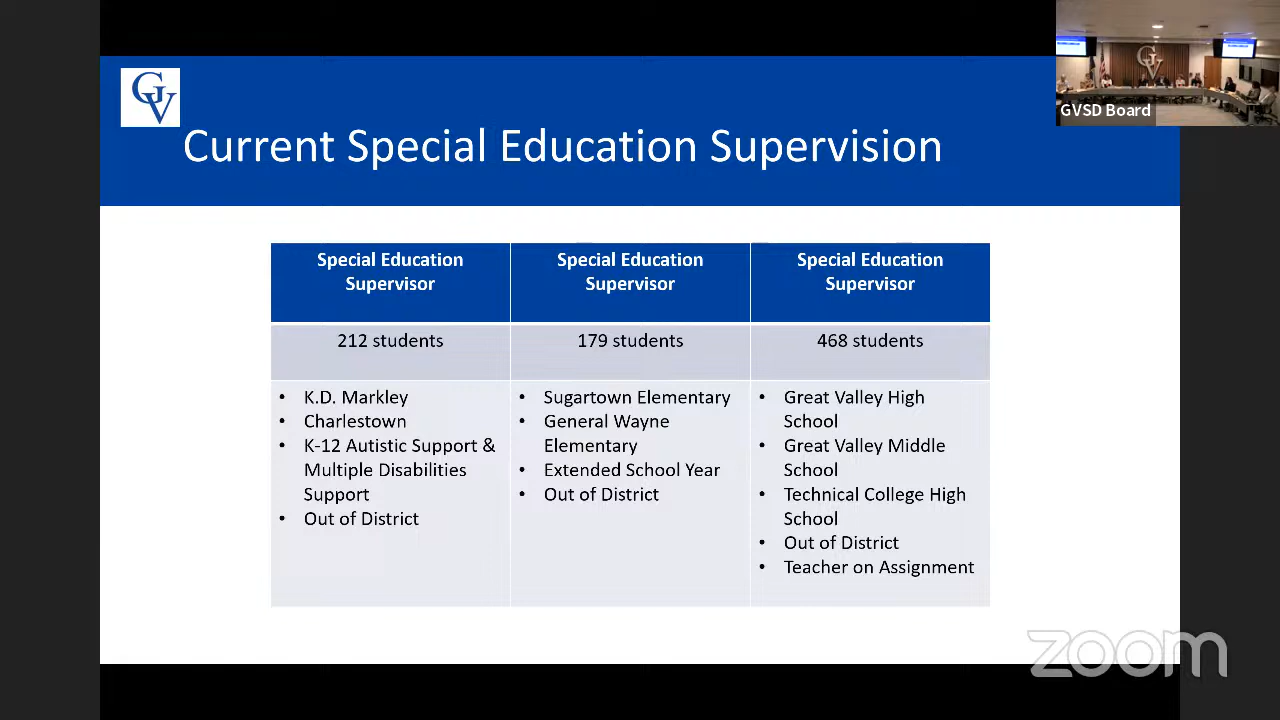 GV
GVSD Board
Current Special Education Supervision
Special Education
Supervisor
Special Education
Supervisor
Special Education
Supervisor
212 students
179 students
468 students
• K.D. Markley
• Charlestown
• K-12 Autistic Support &
Multiple Disabilities
Support
• Out of District
• Sugartown Elementary
• General Wayne
Elementary
• Extended School Year
• Out of District
• Great Valley High
School
• Great Valley Middle
School
• Technical College High
School
• Out of District
• Teacher on Assignment
zoom